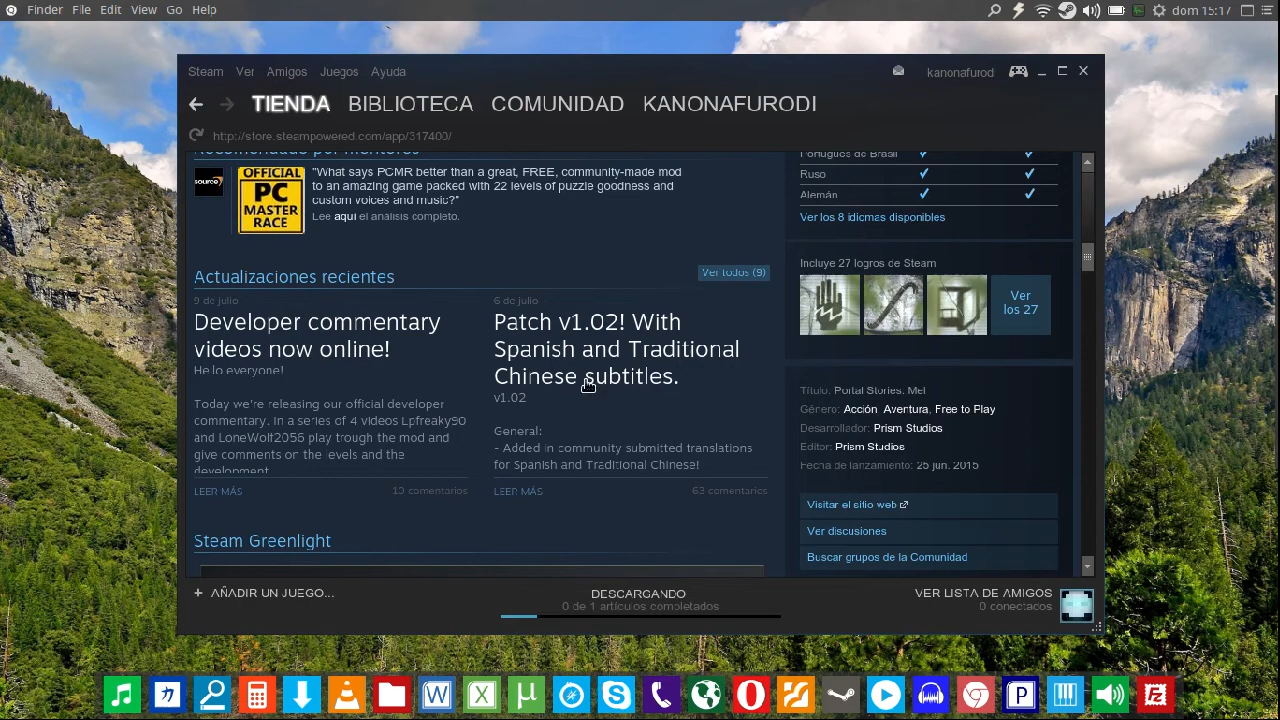 Finder File Edit View Go Help
dom 15:17
Steam Ver Amigos Juegos Ayuda
kanonafurod
TIENDA BIBLIOTECA COMUNIDAD KANONAFURODI
http://store.steampowered.com/app/317400/
Recomendado por mentores
source
OFFICIAL
PC
MASTER
RACE
"What says PCMR better than a great, FREE, community-made mod
to an amazing game packed with 22 levels of puzzle goodness and
custom voices and music?"
Lee aquí el análisis completo.
Actualizaciones recientes
Ver todos (9)
9 de julio
Developer commentary
videos now online!
Hello everyone!
Today we're releasing our official developer
commentary. In a series of 4 videos Lpfreaky90
and LoneWolf2056 play trough the mod and
give comments on the levels and the
development.
LEER MÁS
10 comentarios
6 de julio
Patch v1.02! With
Spanish and Traditional
Chinese subtitles.
v1.02
General:
- Added in community submitted translations
for Spanish and Traditional Chinese!
LEER MÁS
63 comentarios
Steam Greenlight
Portugués de Brasil
Ruso
Alemán
Ver los 8 idiomas disponibles
Incluye 27 logros de Steam
Ver
los 27
Título: Portal Stories: Mel
Género: Acción, Aventura, Free to Play
Desarrollador: Prism Studios
Editor: Prism Studios
Fecha de lanzamiento: 25 jun. 2015
Visitar el sitio web
Ver discusiones
Buscar grupos de la Comunidad
+ AÑADIR UN JUEGO...
DESCARGANDO
0 de 1 artículos completados
VER LISTA DE AMIGOS
0 conectados